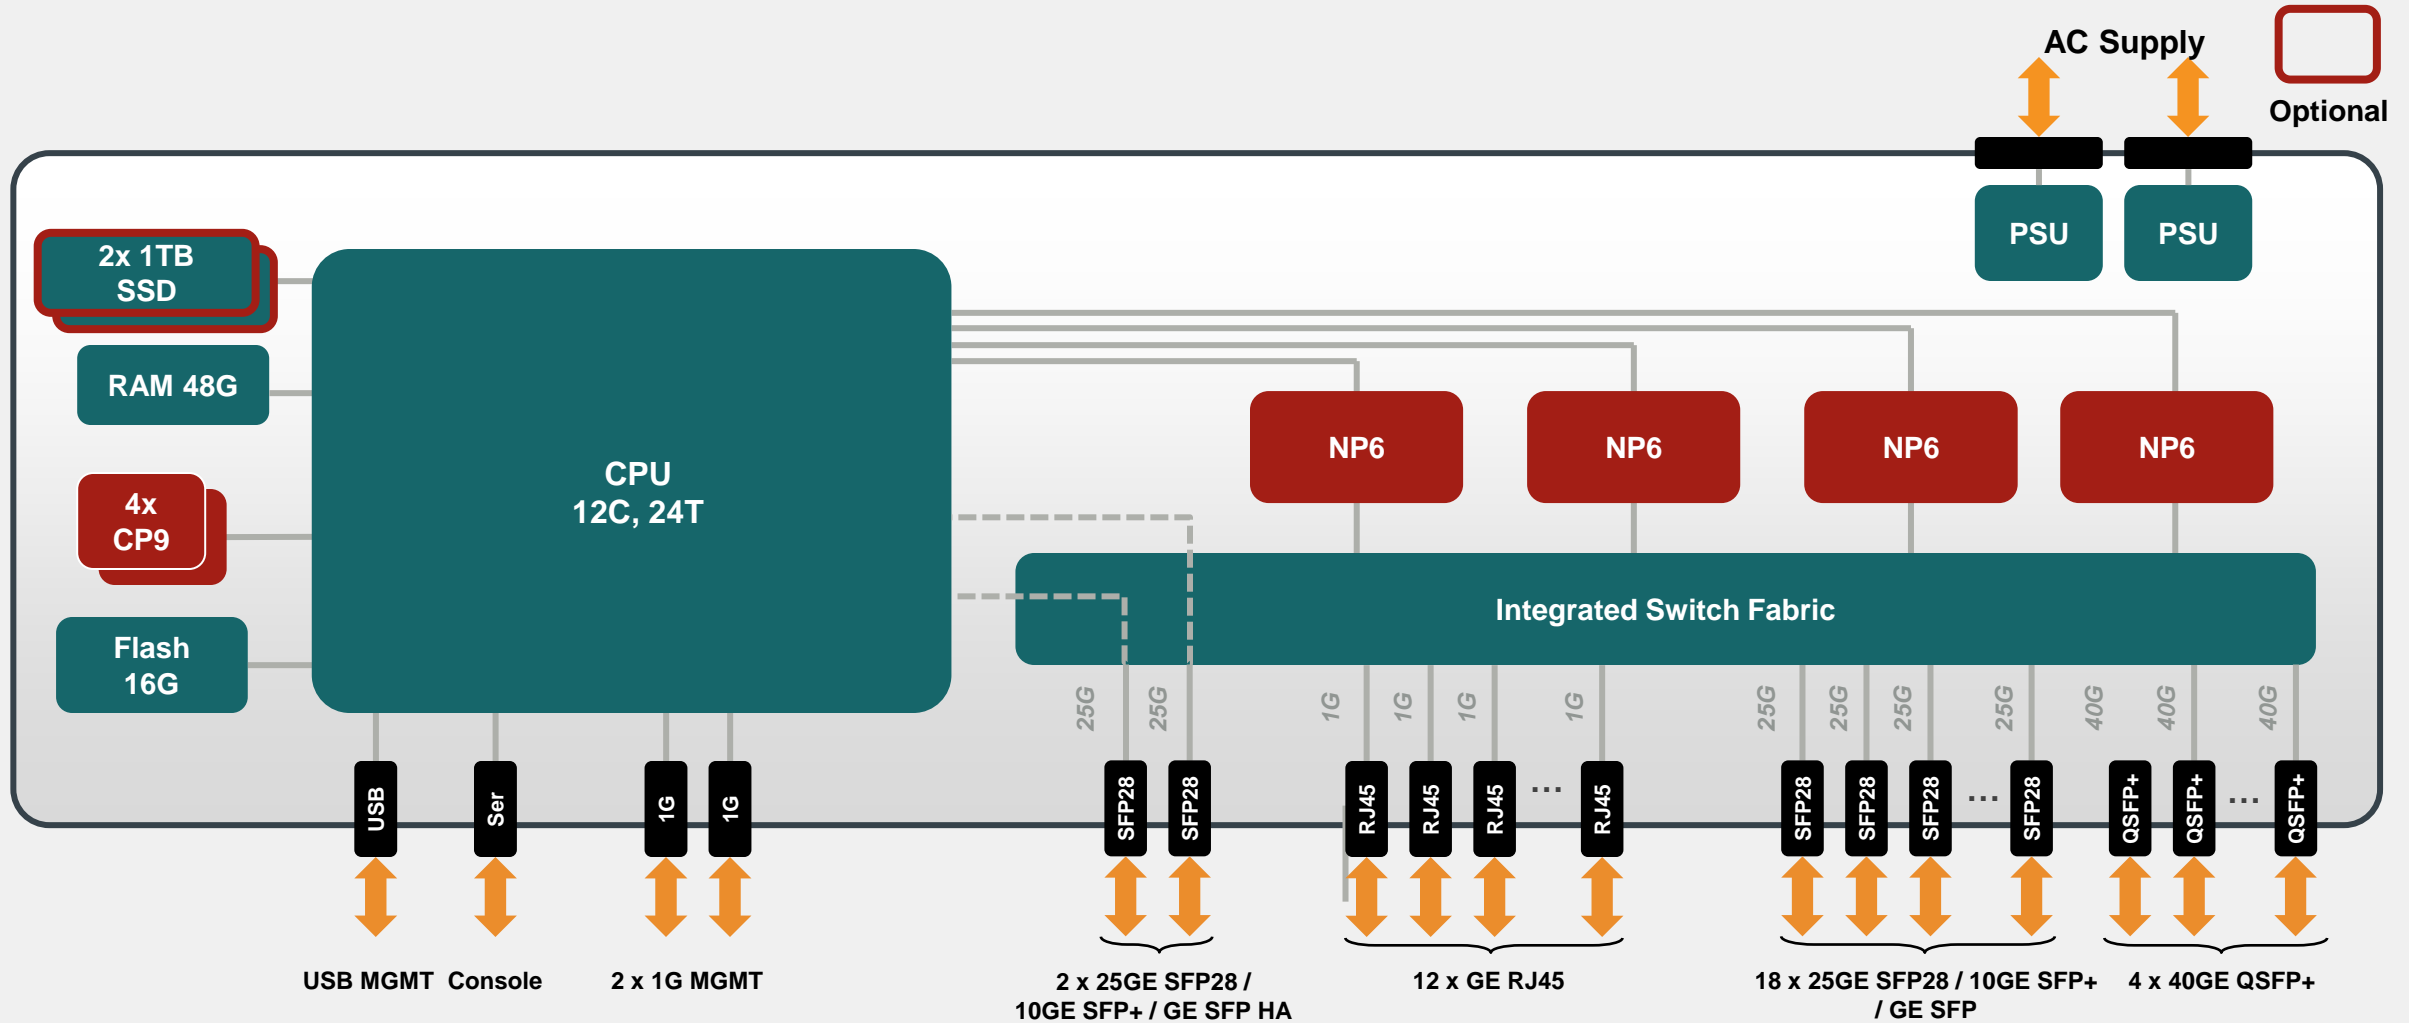 AC Supply
Optional
PSU
PSU
2x 1TB
SSD
RAM 48G
4x
CP9
Flash
16G
CPU
12C, 24T
NP6
NP6
NP6
NP6
Integrated Switch Fabric
25G
25G
1G
1G
1G
1G
25G
25G
25G
25G
40G
40G
40G
USB
Ser
1G
1G
SFP28
SFP28
RJ45
RJ45
RJ45
...
RJ45
SFP28
SFP28
SFP28
...
SFP28
QSFP+
QSFP+
...
QSFP+
USB MGMT
Console
2 x 1G MGMT
2 x 25GE SFP28 /
10GE SFP+ / GE SFP HA
12 x GE RJ45
18 x 25GE SFP28 / 10GE SFP+
/ GE SFP
4 x 40GE QSFP+